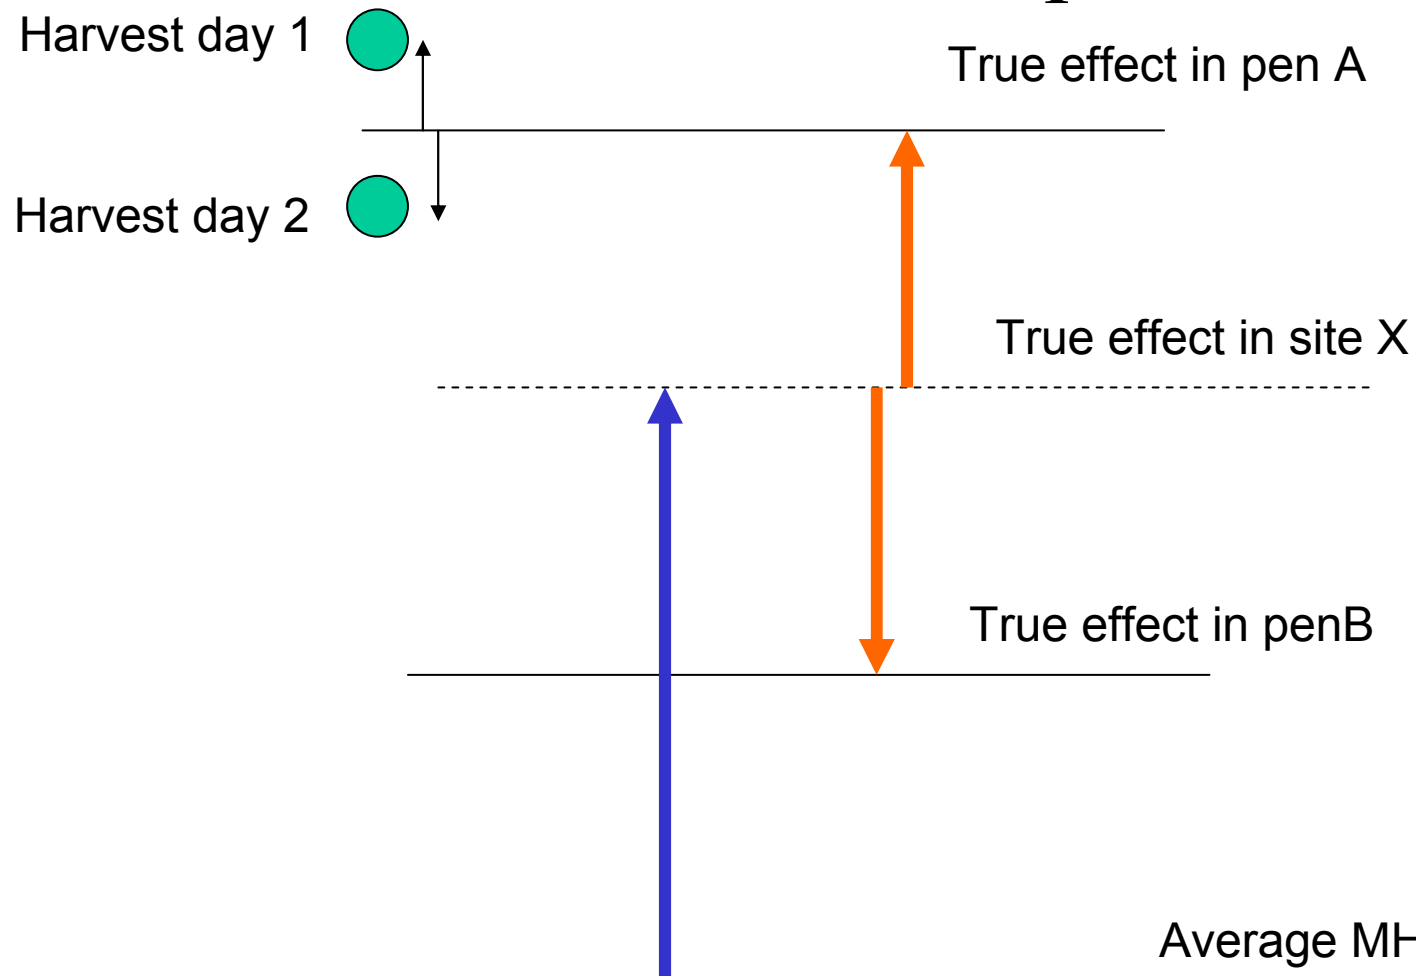 Harvest day 1
True effect in pen A
Harvest day 2
True effect in site X
True effect in penB
Average